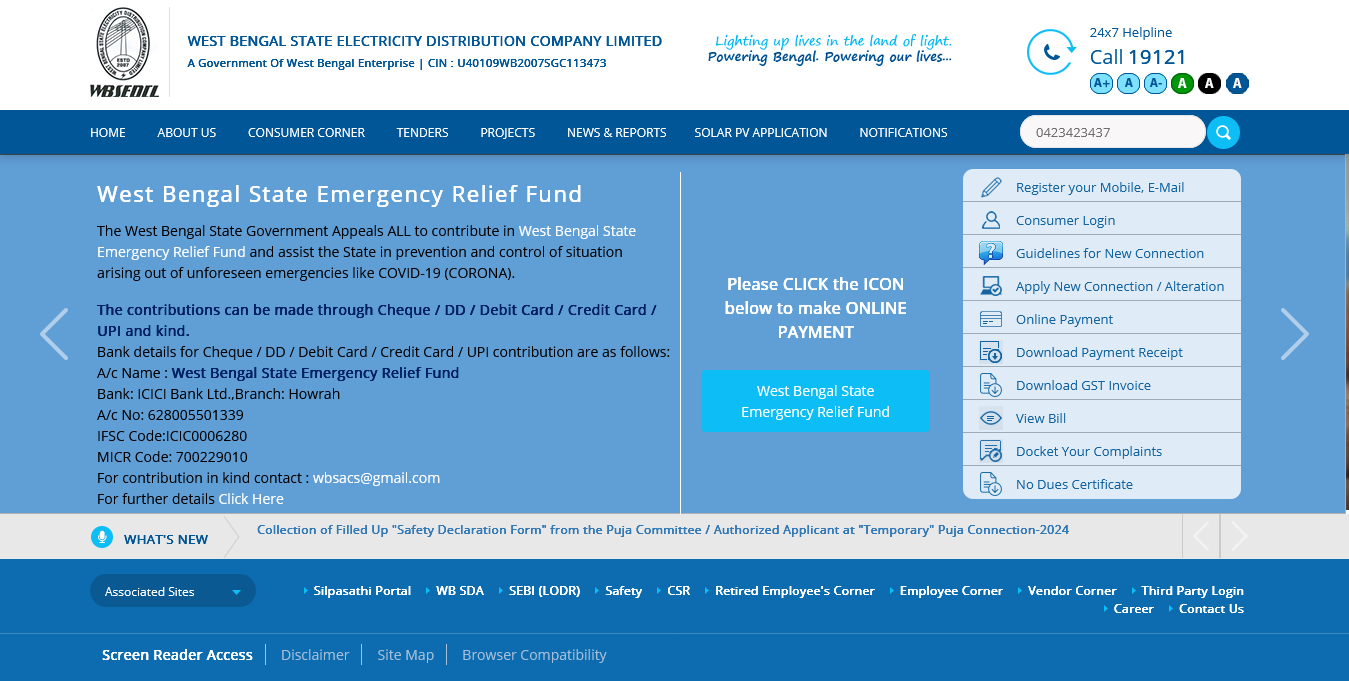 WEST BENGAL STATE ELECTRICITY DISTRIBUTION COMPANY LIMITED
A Government Of West Bengal Enterprise | CIN : U40109WB2007SGC113473
WBSEDCL
Lighting up lives in the land of light.
Powering Bengal. Powering our lives...
24x7 Helpline
Call 19121
A+ A A- A A A
HOME ABOUT US CONSUMER CORNER TENDERS PROJECTS NEWS & REPORTS SOLAR PV APPLICATION NOTIFICATIONS
0423423437
West Bengal State Emergency Relief Fund
The West Bengal State Government Appeals ALL to contribute in West Bengal State
Emergency Relief Fund and assist the State in prevention and control of situation
arising out of unforeseen emergencies like COVID-19 (CORONA).
The contributions can be made through Cheque / DD / Debit Card / Credit Card /
UPI and kind.
Bank details for Cheque / DD / Debit Card / Credit Card / UPI contribution are as follows:
A/c Name : West Bengal State Emergency Relief Fund
Bank: ICICI Bank Ltd.,Branch: Howrah
A/c No: 628005501339
IFSC Code:ICIC0006280
MICR Code: 700229010
For contribution in kind contact : wbsacs@gmail.com
For further details Click Here
Please CLICK the ICON
below to make ONLINE
PAYMENT
West Bengal State
Emergency Relief Fund
Register your Mobile, E-Mail
Consumer Login
Guidelines for New Connection
Apply New Connection / Alteration
Online Payment
Download Payment Receipt
Download GST Invoice
View Bill
Docket Your Complaints
No Dues Certificate
WHAT'S NEW
Collection of Filled Up "Safety Declaration Form" from the Puja Committee / Authorized Applicant at "Temporary" Puja Connection-2024
Associated Sites
Silpasathi Portal WB SDA SEBI (LODR) Safety CSR Retired Employee's Corner Employee Corner Vendor Corner Third Party Login
Career Contact Us
Screen Reader Access Disclaimer Site Map Browser Compatibility